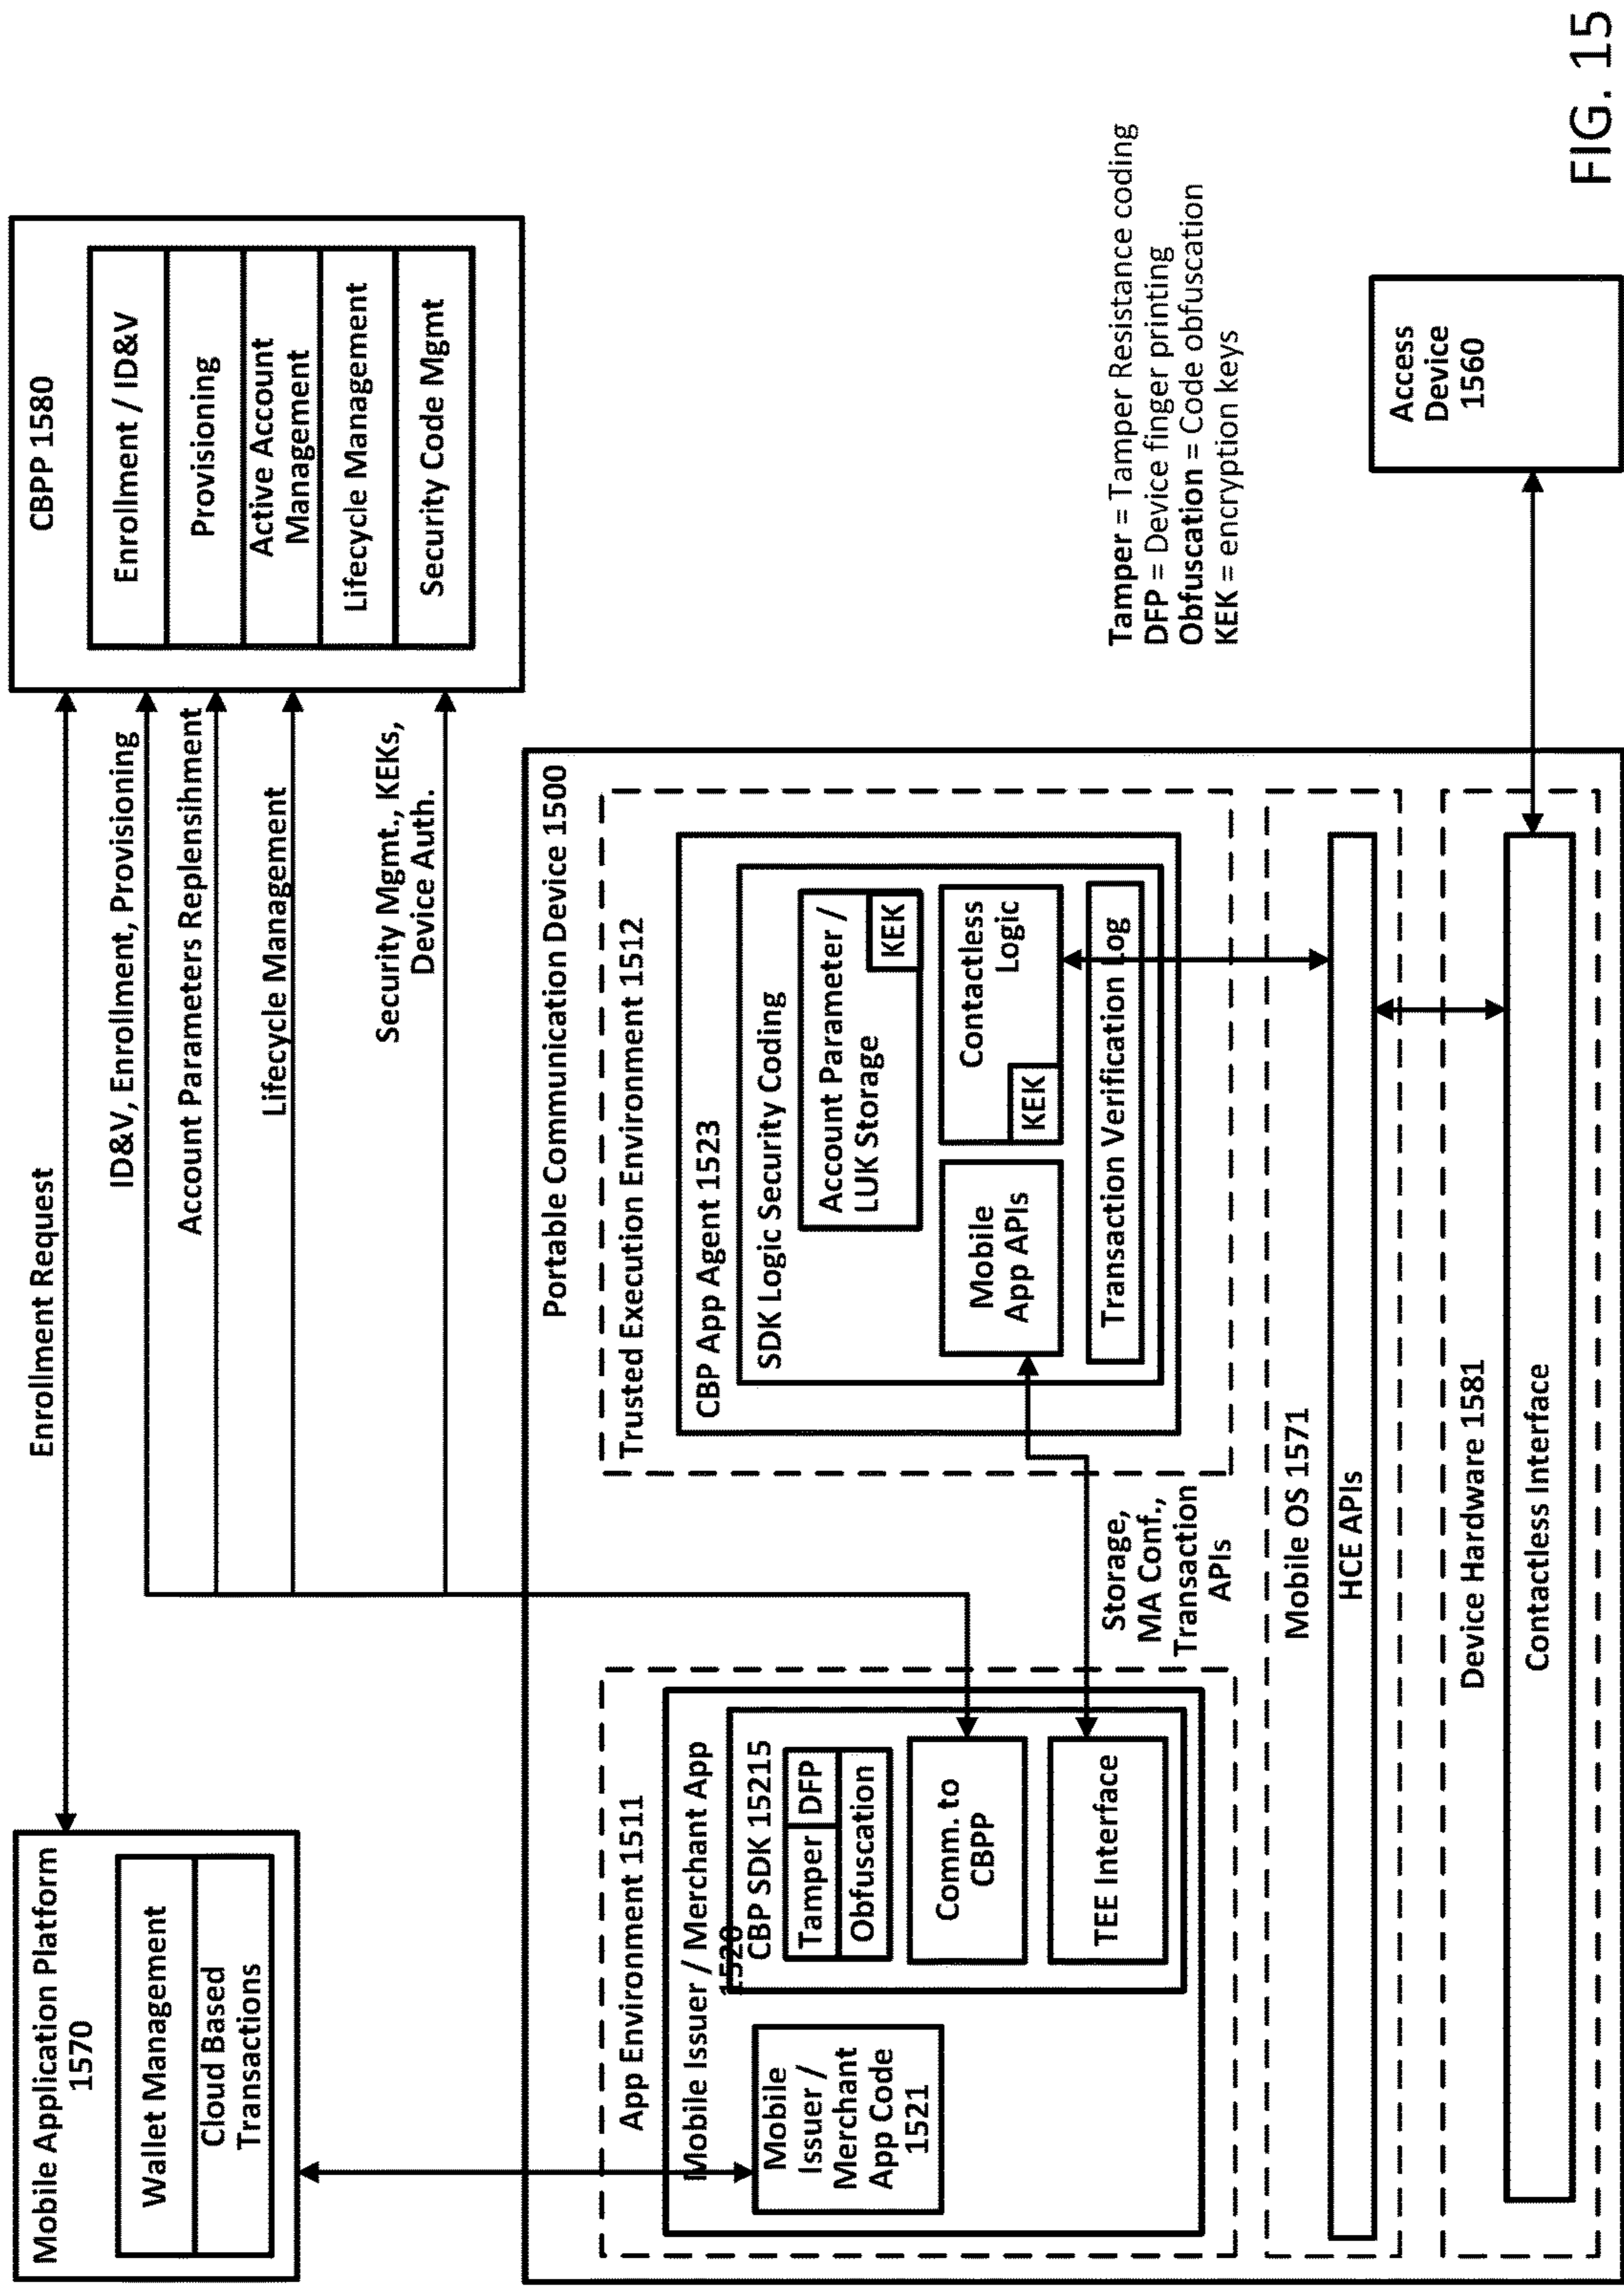 Mobile Application Platform
1570
Wallet Management
Cloud Based
Transactions
Enrollment Request
CBPP 1580
Enrollment / ID&V
Provisioning
Active Account
Management
Lifecycle Management
Security Code Mgmt
ID&V, Enrollment, Provisioning
Account Parameters Replensihment
Lifecycle Management
Security Mgmt., KEKs,
Device Auth.
Portable Communication Device 1500
App Environment 1511
Mobile Issuer / Merchant App
1520
Mobile
Issuer /
Merchant
App Code
1521
CBP SDK 15215
Tamper
DFP
Obfuscation
Comm. to
CBPP
TEE Interface
Storage,
MA Conf.,
Transaction
APIs
Trusted Execution Environment 1512
CBP App Agent 1523
SDK Logic Security Coding
Account Parameter /
LUK Storage
KEK
Mobile
App APIs
Contactless
Logic
KEK
Transaction Verification Log
Mobile OS 1571
HCE APIs
Device Hardware 1581
Contactless Interface
Tamper = Tamper Resistance coding
DFP = Device finger printing
Obfuscation = Code obfuscation
KEK = encryption keys
Access
Device
1560
FIG. 15